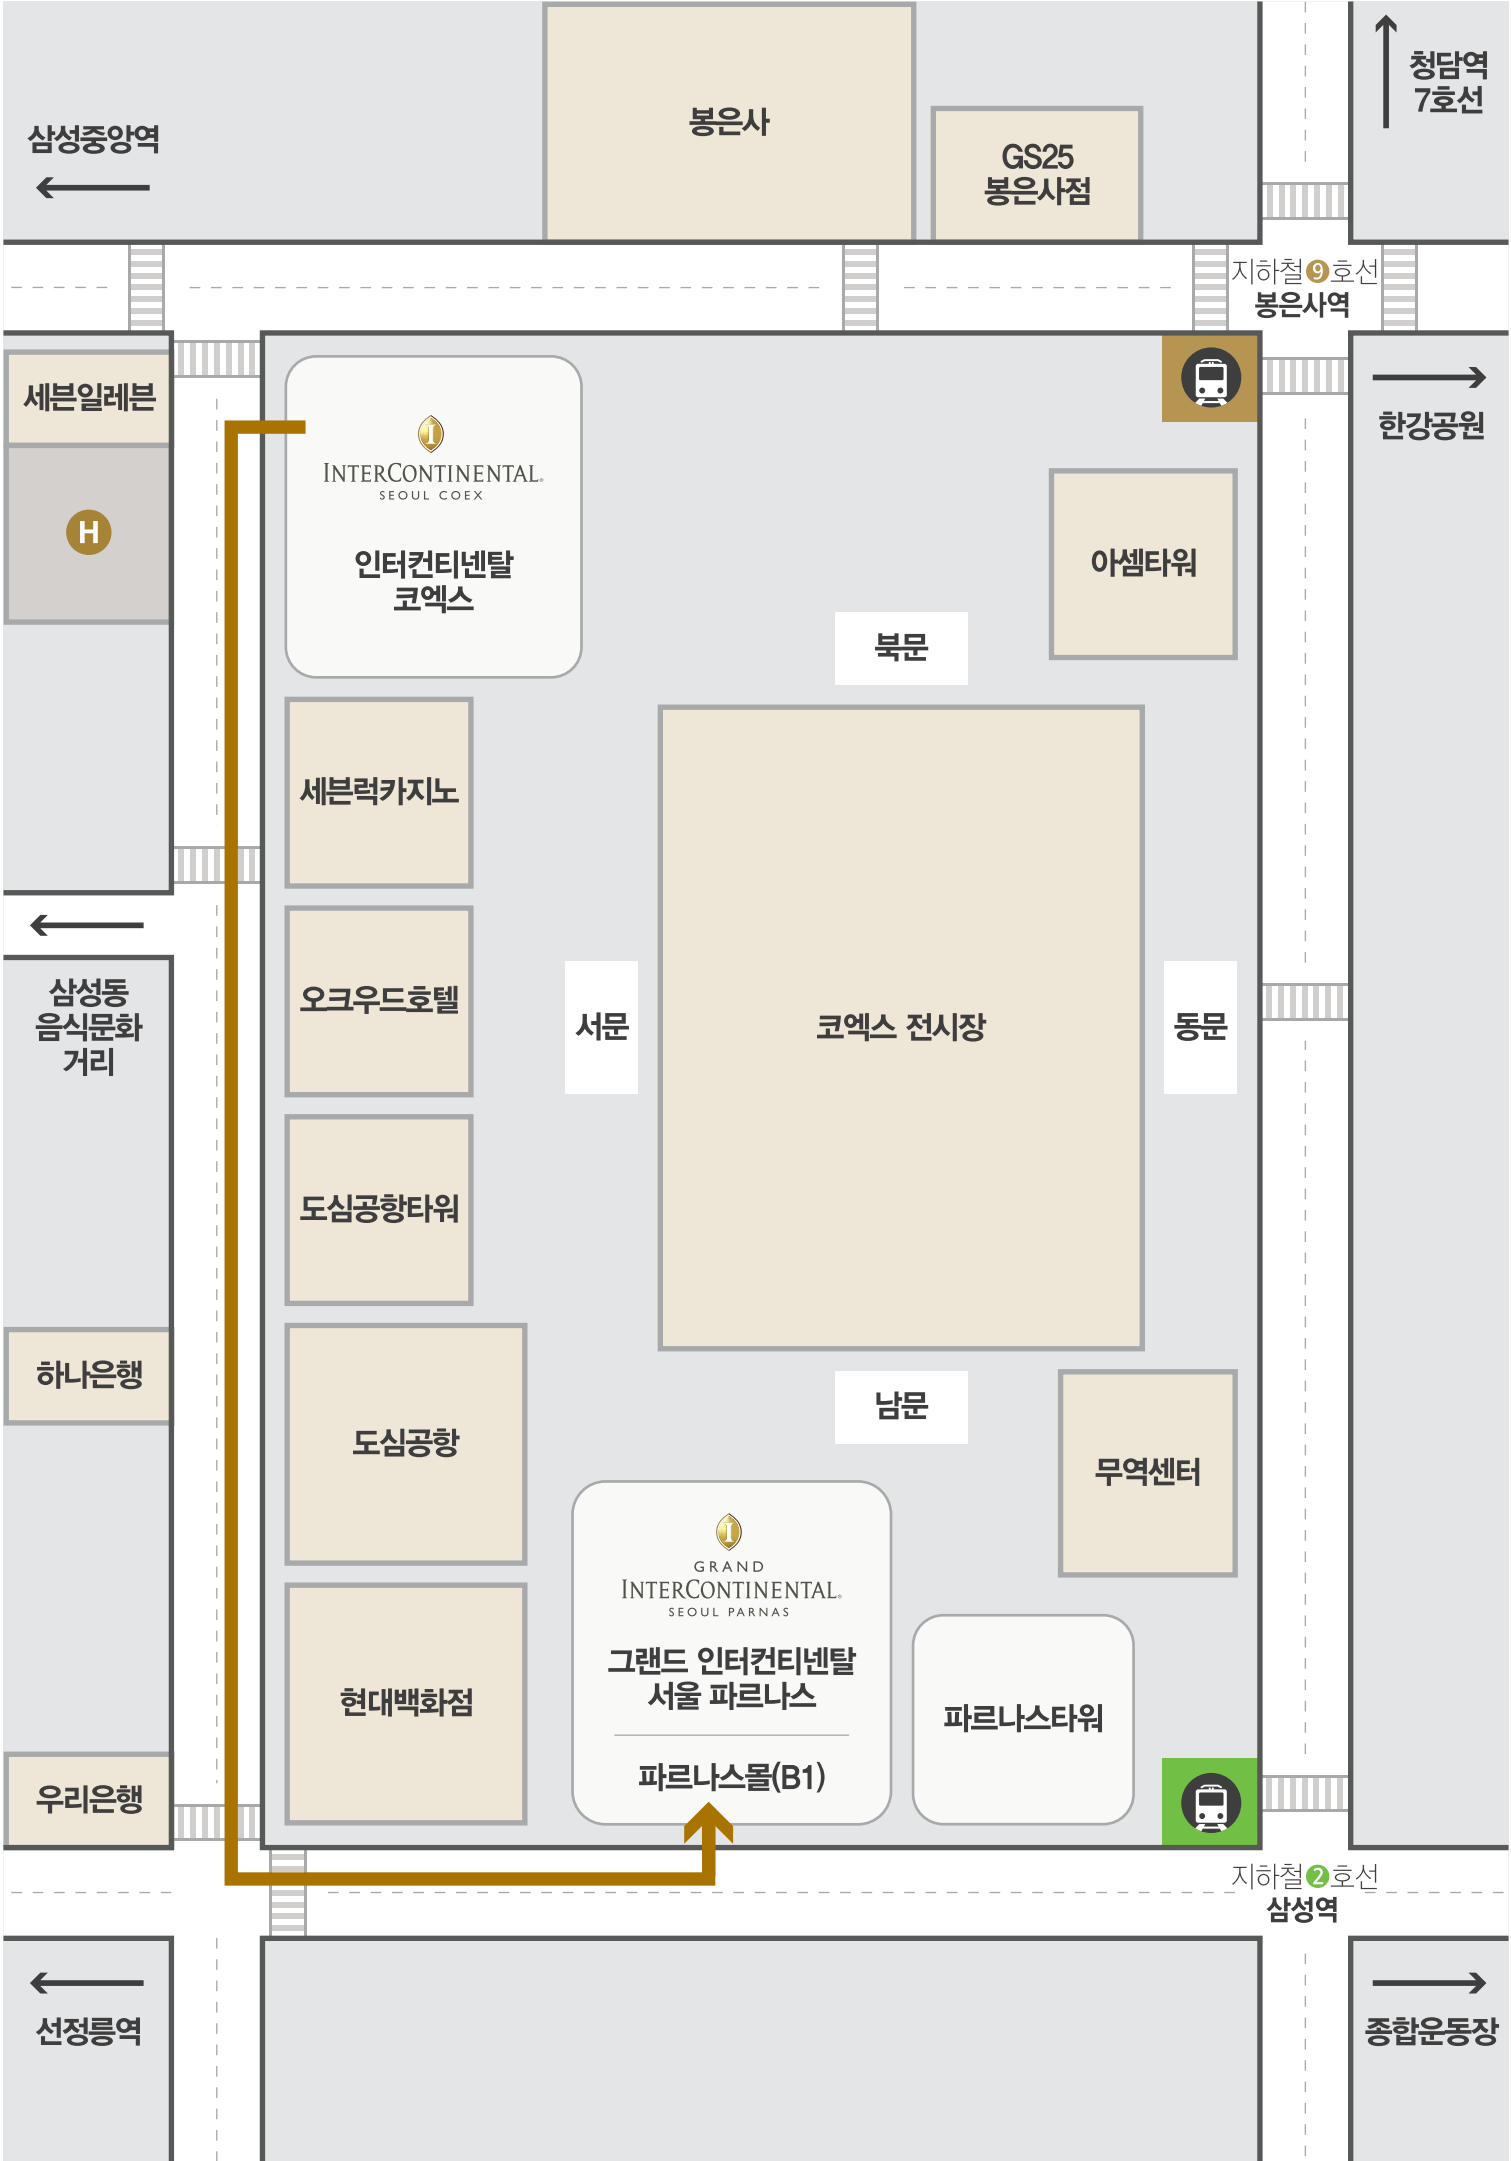 봉은사
청담역
7호선
삼성중앙역
GS25
봉은사점
지하철 9 호선
봉은사역
세븐일레븐
H
INTERCONTINENTAL®
SEOUL COEX
인터컨티넨탈
코엑스
한강공원
아셈타워
북문
세븐럭카지노
삼성동
음식문화
거리
오크우드호텔
서문
코엑스 전시장
동문
도심공항타워
하나은행
남문
도심공항
무역센터
GRAND
INTERCONTINENTAL®
SEOUL PARNAS
그랜드 인터컨티넨탈
서울 파르나스
파르나스몰(B1)
현대백화점
파르나스타워
우리은행
지하철 2 호선
삼성역
선정릉역
종합운동장